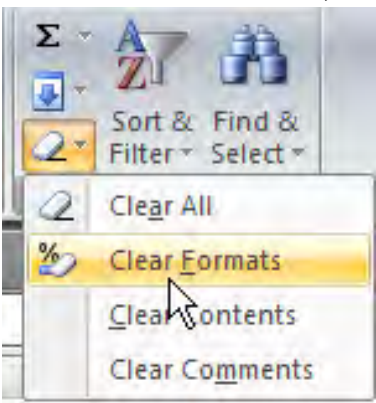 Σ
A
Z
Sort & Find &
Filter Select
Clear All
% Clear Formats
Clear Contents
Clear Comments